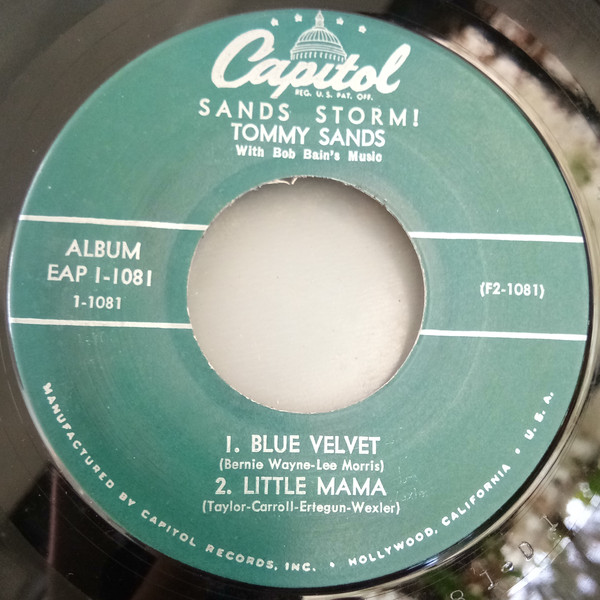 Capitol
REG. U.S. PAT. OFF.
SANDS STORM!
TOMMY SANDS
With Bob Bain's Music
ALBUM
EAP 1-1081
1-1081
(F2-1081)
1. BLUE VELVET
(Bernie Wayne-Lee Morris)
2. LITTLE MAMA
(Taylor-Carroll-Ertegun-Wexler)
MANUFACTURED BY CAPITOL RECORDS, INC. • HOLLYWOOD, CALIFORNIA • U.S.A.